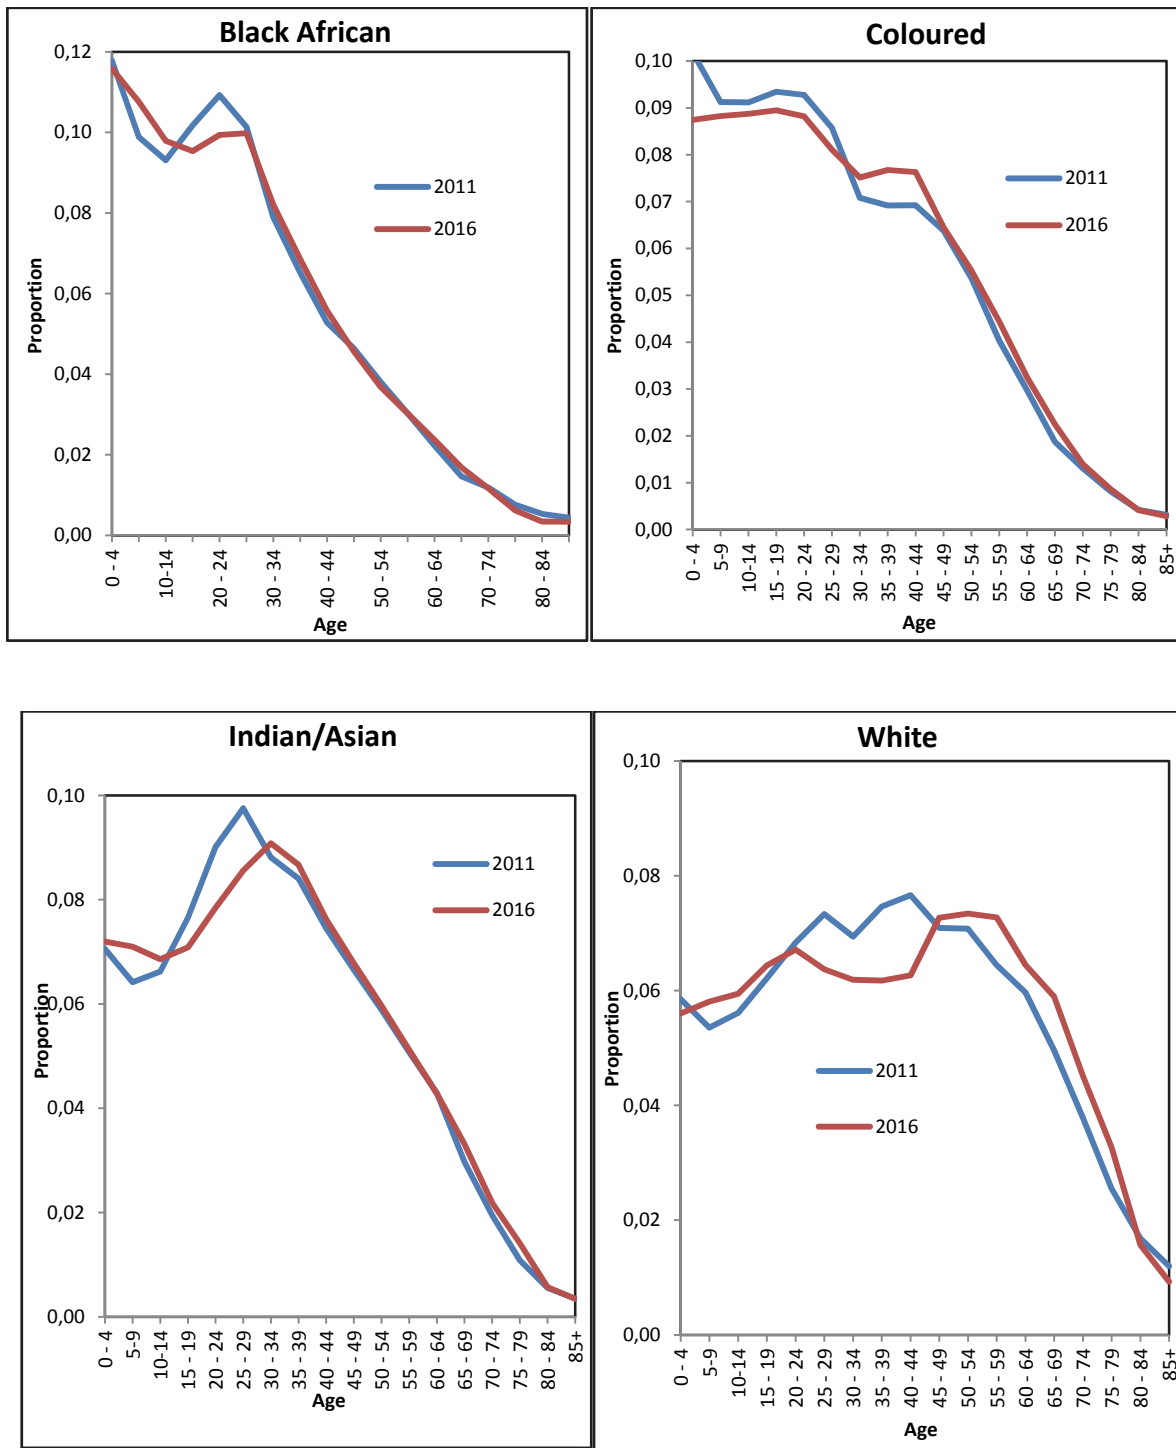 Black African
0,12
0,10
0,08
0,06
0,04
0,02
0,00
Proportion
2011
2016
0 - 4
10-14
20 - 24
30 - 34
40 - 44
50 - 54
60 - 64
70 - 74
80 - 84
Age
Coloured
0,10
0,09
0,08
0,07
0,06
0,05
0,04
0,03
0,02
0,01
0,00
Proportion
2011
2016
0 - 4
5-9
10-14
15 - 19
20 - 24
25 - 29
30 - 34
35 - 39
40 - 44
45 - 49
50 - 54
55 - 59
60 - 64
65 - 69
70 - 74
75 - 79
80 - 84
85+
Age
Indian/Asian
0,10
0,08
0,06
0,04
0,02
0,00
Proportion
2011
2016
0 - 4
5-9
10-14
15 - 19
20 - 24
25 - 29
30 - 34
35 - 39
40 - 44
45 - 49
50 - 54
55 - 59
60 - 64
65 - 69
70 - 74
75 - 79
80 - 84
85+
Age
White
0,10
0,08
0,06
0,04
0,02
0,00
Proportion
2011
2016
0 - 4
5-9
10-14
15 - 19
20 - 24
25 - 29
30 - 34
35 - 39
40 - 44
45 - 49
50 - 54
55 - 59
60 - 64
65 - 69
70 - 74
75 - 79
80 - 84
85+
Age